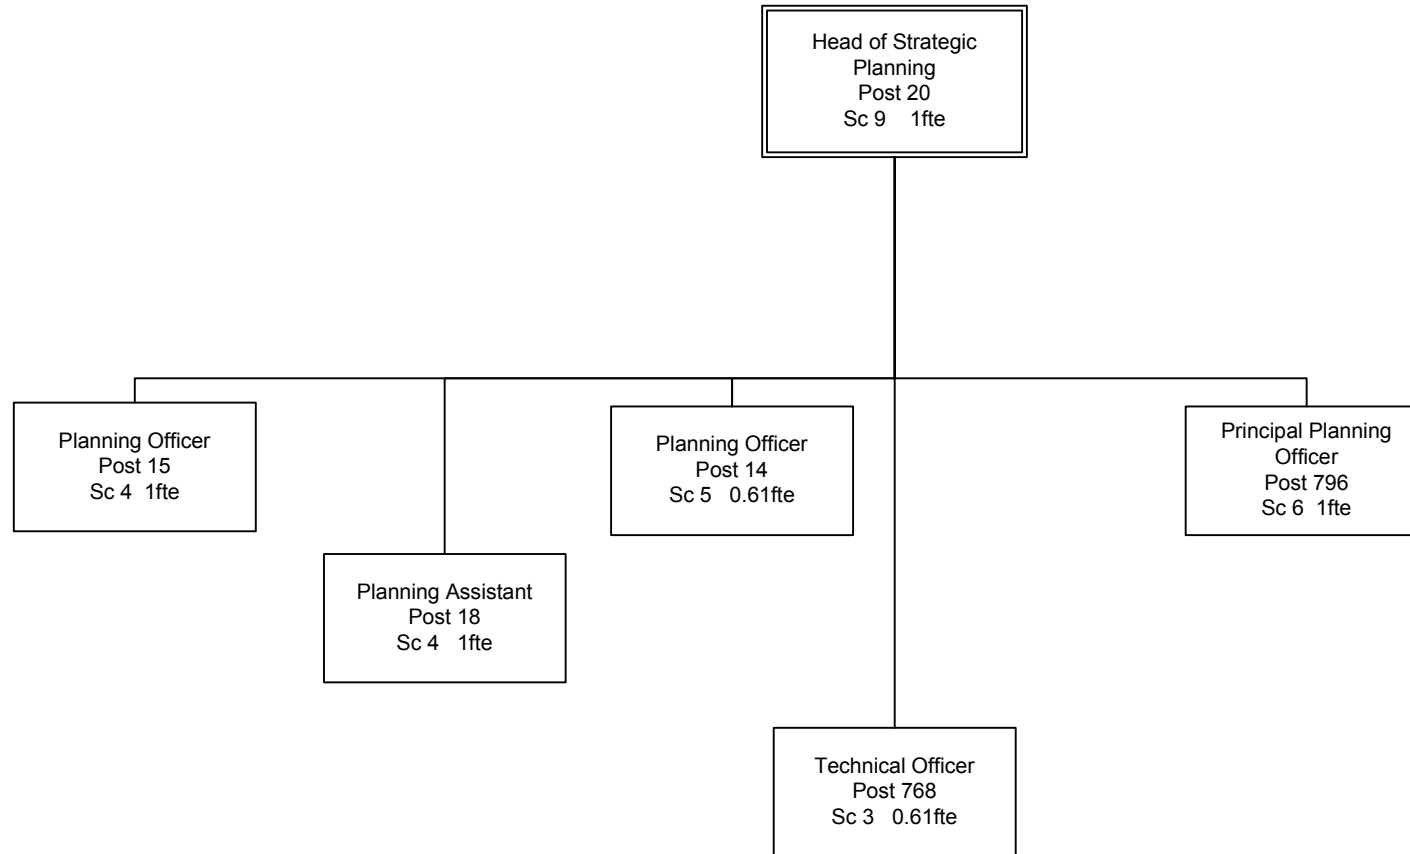 Head of Strategic
Planning
Post 20
Sc 9    1fte
Planning Officer
Post 15
Sc 4  1fte
Planning Officer
Post 14
Sc 5   0.61fte
Principal Planning
Officer
Post 796
Sc 6  1fte
Planning Assistant
Post 18
Sc 4   1fte
Technical Officer
Post 768
Sc 3   0.61fte